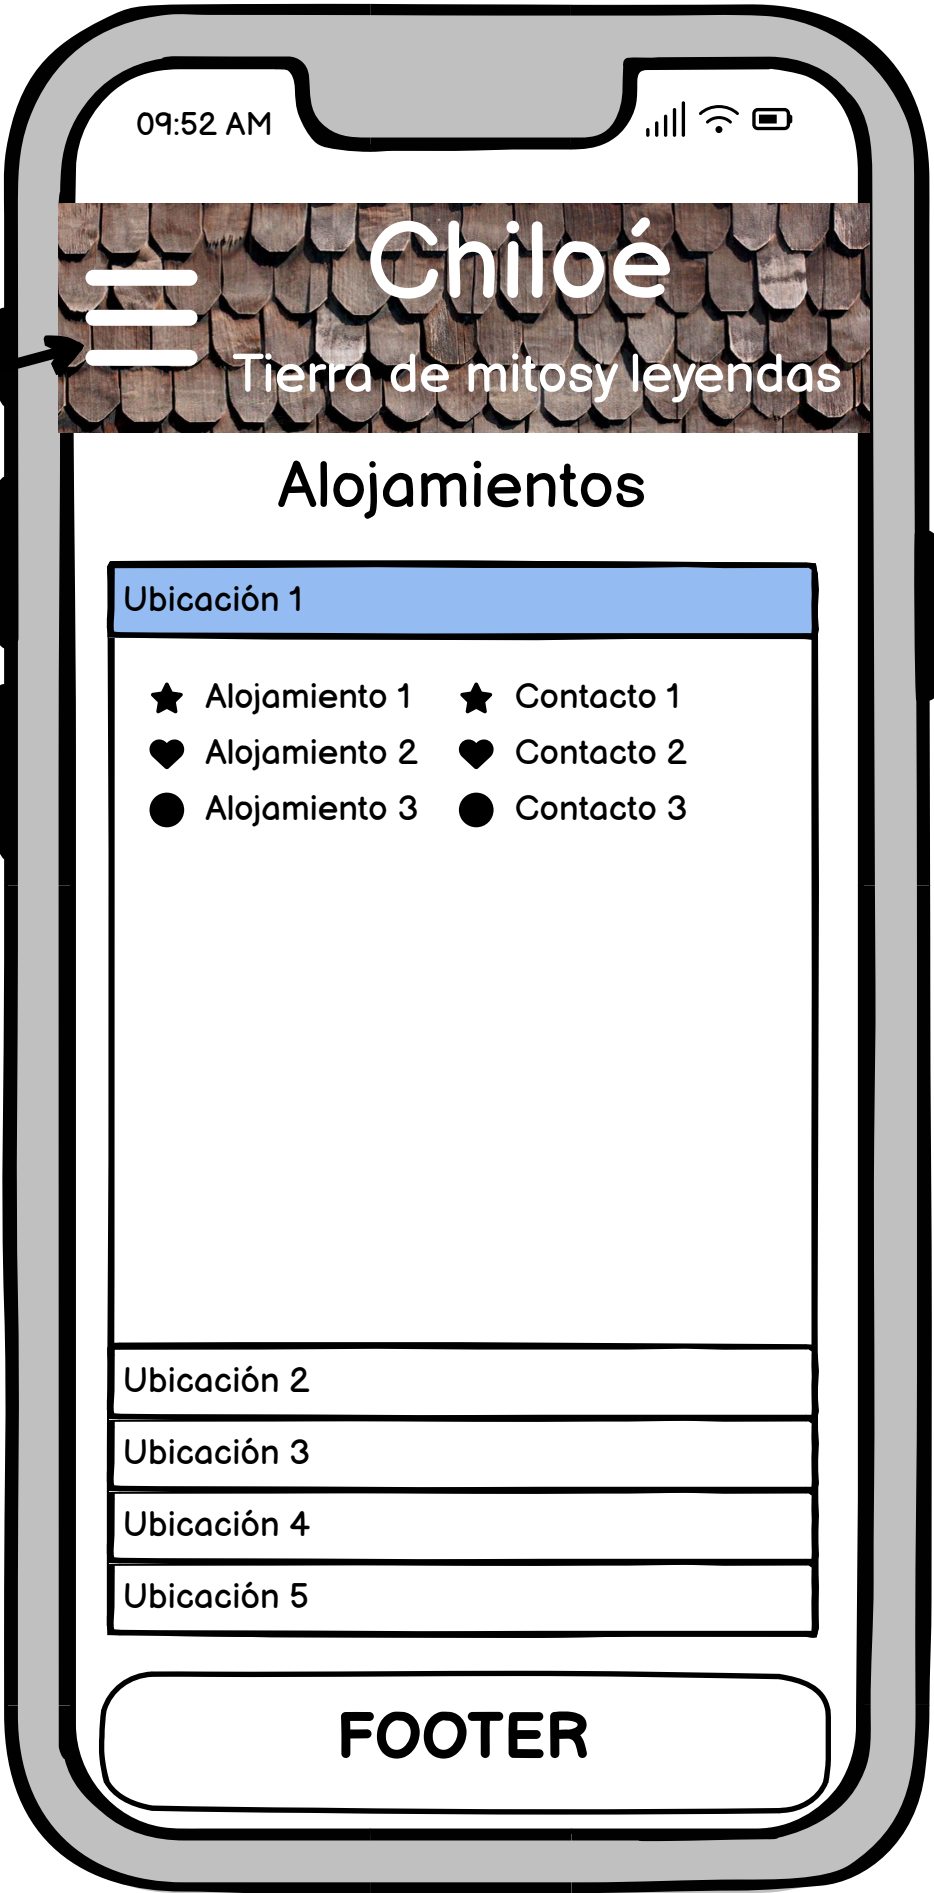 09:52 AM
Chiloé
Tierra de mitosy leyendas
Alojamientos
Ubicación 1
Alojamiento 1 Contacto 1
Alojamiento 2 Contacto 2
Alojamiento 3 Contacto 3
Ubicación 2
Ubicación 3
Ubicación 4
Ubicación 5
FOOTER